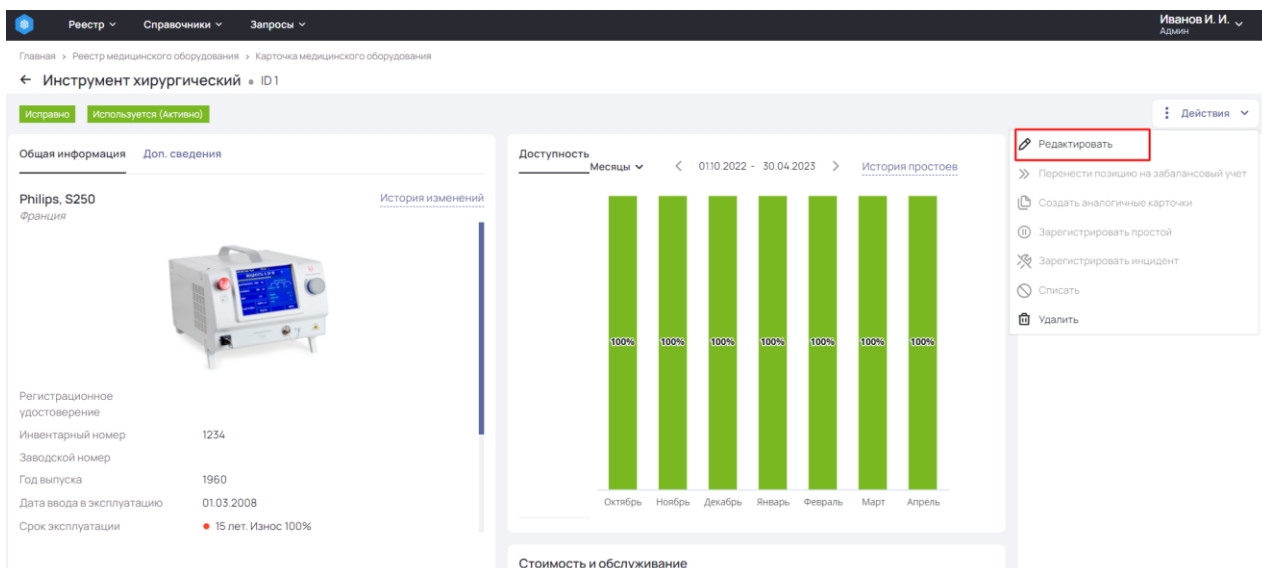 Реестр Справочники Запросы Иванов И. И.
Админ
Главная > Реестр медицинского оборудования > Карточка медицинского оборудования
← Инструмент хирургический • ID 1
Исправно Используется (Активно) Действия
Общая информация Доп. сведения
Philips, S250 История изменений
Франция
Регистрационное
удостоверение
Инвентарный номер 1234
Заводской номер
Год выпуска 1960
Дата ввода в эксплуатацию 01.03.2008
Срок эксплуатации • 15 лет. Износ 100%
Доступность
Месяцы < 01.10.2022 - 30.04.2023 > История простоев
100% 100% 100% 100% 100% 100% 100%
Октябрь Ноябрь Декабрь Январь Февраль Март Апрель
Стоимость и обслуживание
Редактировать
Перенести позицию на забалансовый учет
Создать аналогичные карточки
Зарегистрировать простой
Зарегистрировать инцидент
Списать
Удалить